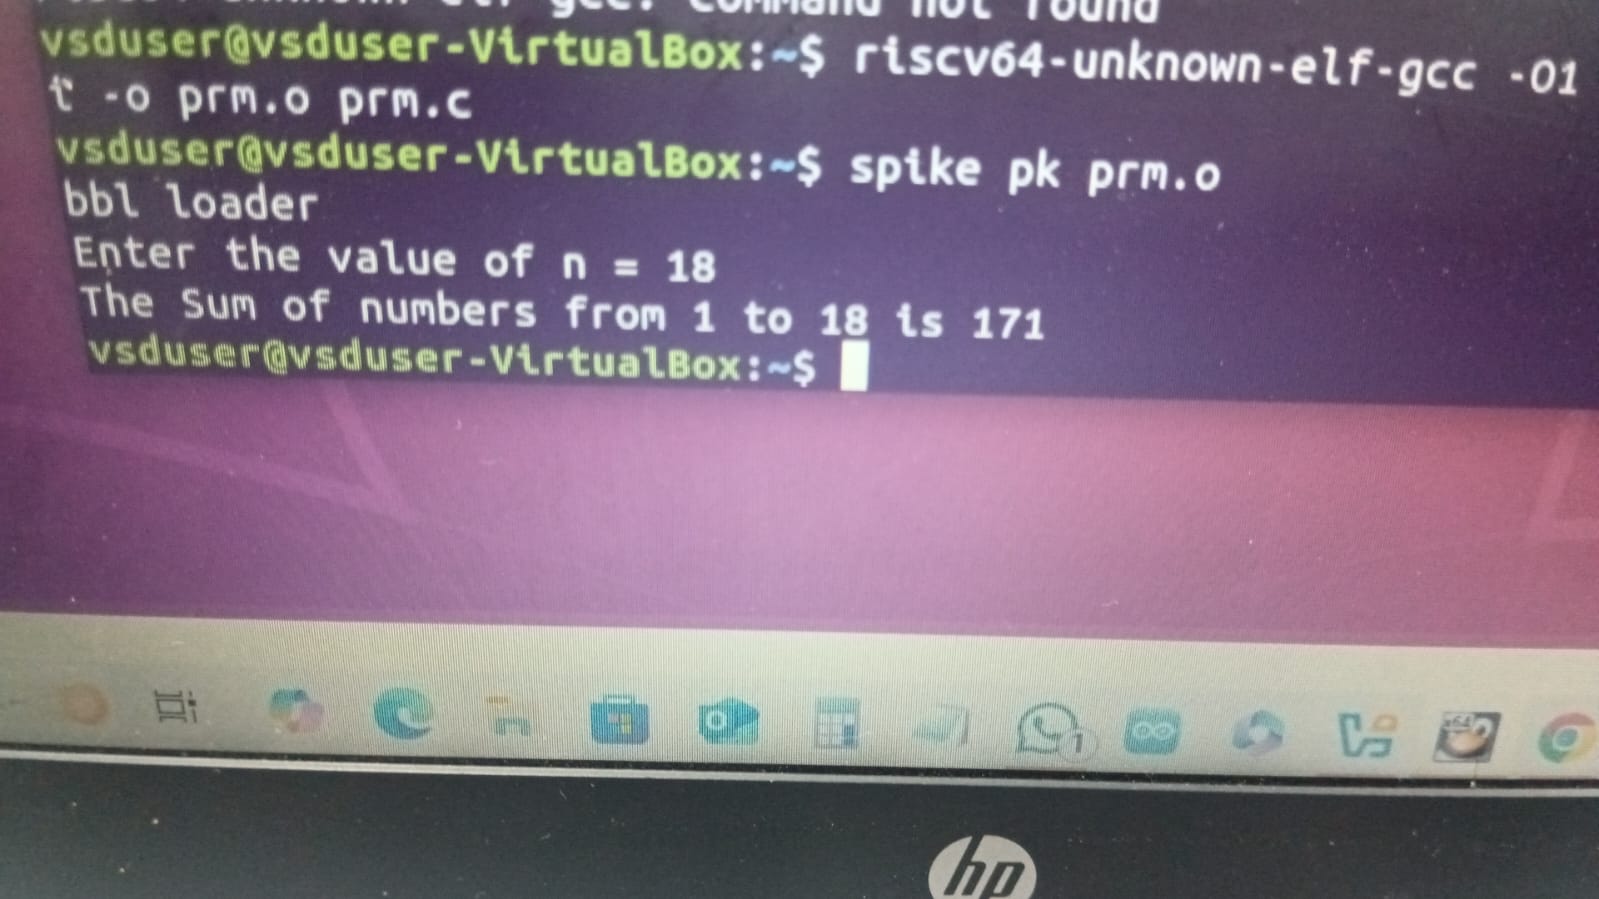 command not found
vsduser@vsduser-VirtualBox:~$ riscv64-unknown-elf-gcc -O1
t -o prm.o prm.c
vsduser@vsduser-VirtualBox:~$ spike pk prm.o
bbl loader
Enter the value of n = 18
The Sum of numbers from 1 to 18 is 171
vsduser@vsduser-VirtualBox:~$
1
x64
hp